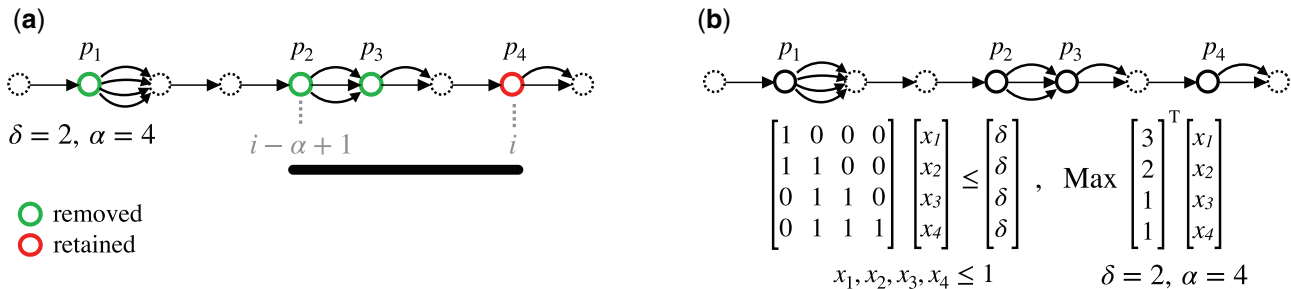 (a)
p₁ p₂ p₃ p₄
δ = 2, α = 4
i − α + 1 i
removed
retained
(b)
p₁ p₂ p₃ p₄
[1 0 0 0] [x₁] [δ] [3]ᵀ [x₁]
[1 1 0 0] [x₂] ≤ [δ] , Max [2] [x₂]
[0 1 1 0] [x₃] [δ] [1] [x₃]
[0 1 1 1] [x₄] [δ] [1] [x₄]
x₁, x₂, x₃, x₄ ≤ 1 δ = 2, α = 4